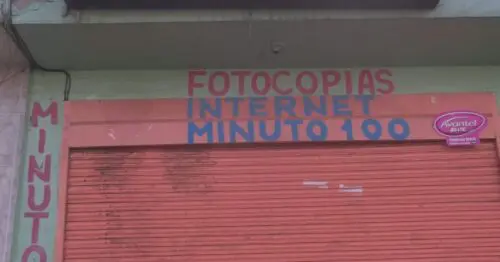 FOTOCOPIAS
INTERNET
MINUTO 100
Avantel
MINUTO